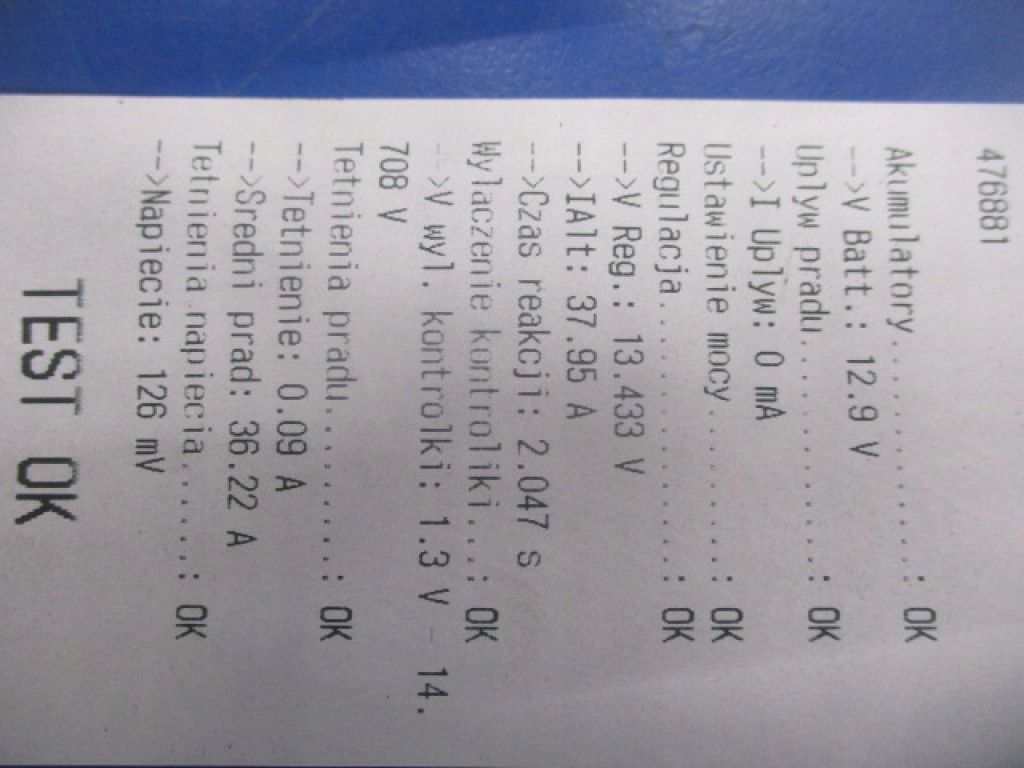 476881
Akumulatory...........: OK
-->V Batt.: 12.9 V
Uplyw pradu...........: OK
-->I Uplyw: 0 mA
Ustawienie mocy.......: OK
Regulacja.............: OK
-->V Reg.: 13.433 V
-->IAlt: 37.95 A
-->Czas reakcji: 2.047 s
Wylaczenie kontroliki..: OK
-->V wyl. kontrolki: 1.3 V - 14.
708 V
Tetnienia pradu.........: OK
-->Tetnienie: 0.09 A
-->Sredni prad: 36.22 A
Tetnienia napiecia.....: OK
-->Napiecie: 126 mV
TEST OK